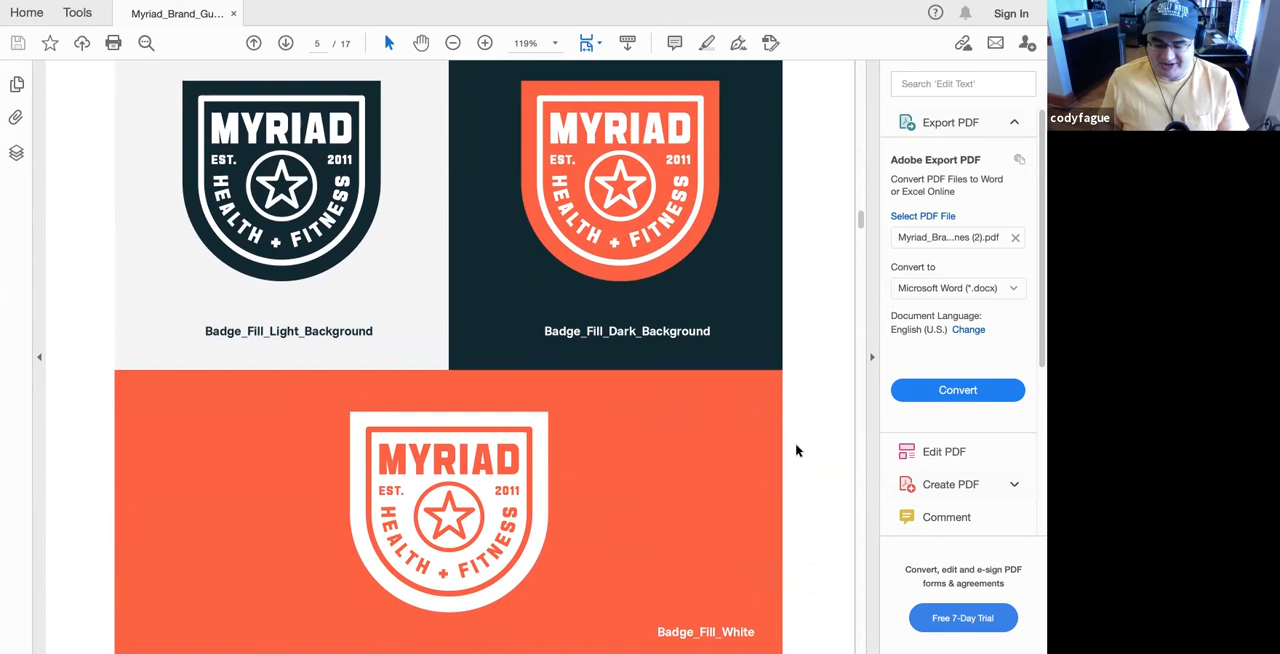 Home
Tools
Myriad_Brand_Gu...
×
Sign In
5 / 17
119%
MYRIAD
EST. 2011
HEALTH + FITNESS
Badge_Fill_Light_Background
MYRIAD
EST. 2011
HEALTH + FITNESS
Badge_Fill_Dark_Background
MYRIAD
EST. 2011
HEALTH + FITNESS
Badge_Fill_White
Search 'Edit Text'
Export PDF
Adobe Export PDF
Convert PDF Files to Word
or Excel Online
Select PDF File
Myriad_Bra...nes (2).pdf
Convert to
Microsoft Word (*.docx)
Document Language:
English (U.S.) Change
Convert
Edit PDF
Create PDF
Comment
Convert, edit and e-sign PDF
forms & agreements
Free 7-Day Trial
codyfague